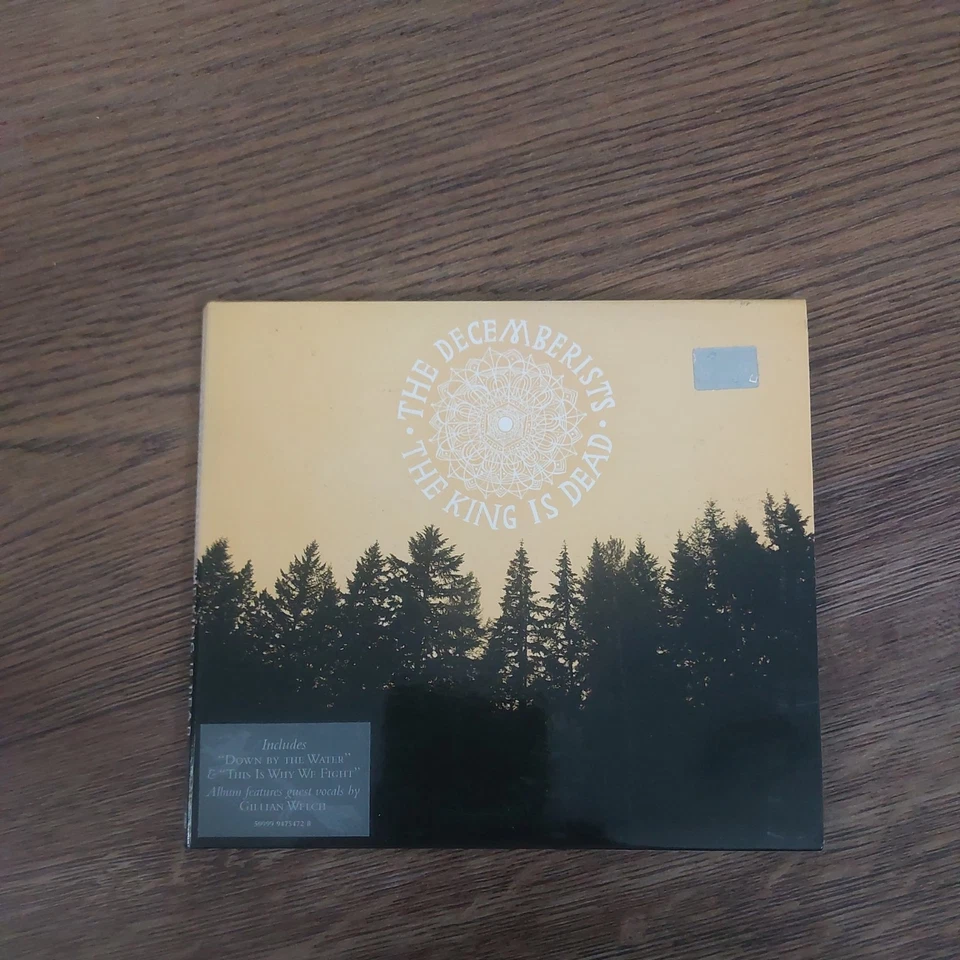 THE DECEMBERISTS
THE KING IS DEAD
Includes
"DOWN BY THE WATER"
& "THIS IS WHY WE FIGHT"
Album features guest vocals by
GILLIAN WELCH